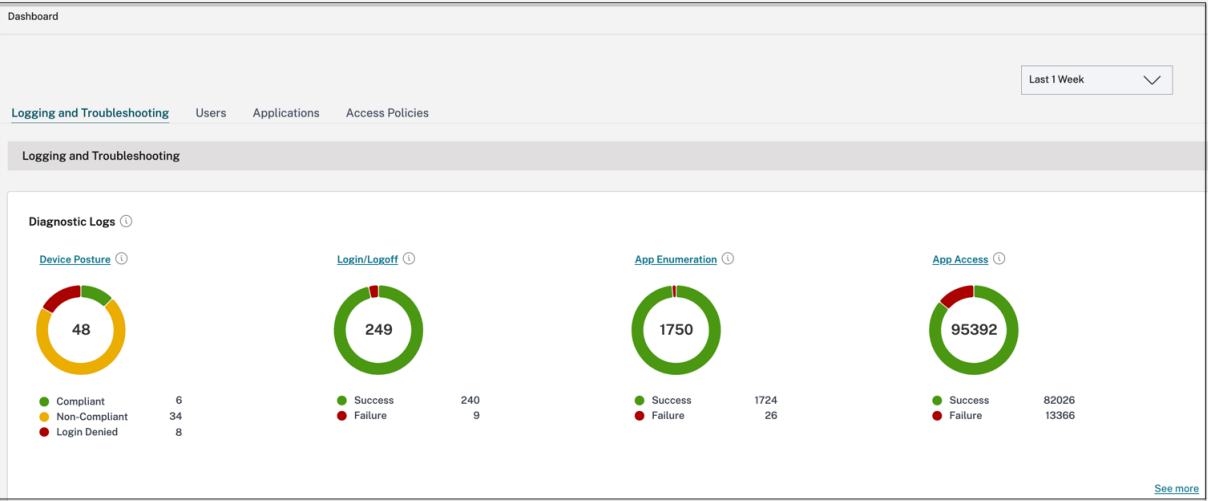 Dashboard
Last 1 Week
Logging and Troubleshooting Users Applications Access Policies
Logging and Troubleshooting
Diagnostic Logs
Device Posture Login/Logoff App Enumeration App Access
48 249 1750 95392
Compliant 6 Success 240 Success 1724 Success 82026
Non-Compliant 34 Failure 9 Failure 26 Failure 13366
Login Denied 8
See more